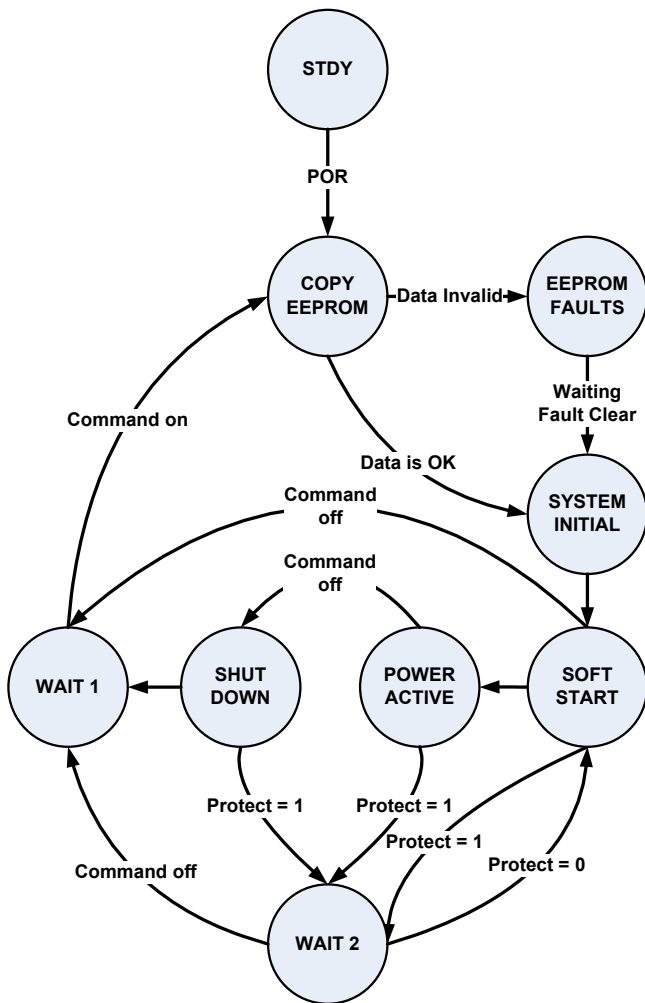 STDY
POR
COPY
EEPROM
Data Invalid
EEPROM
FAULTS
Waiting
Fault Clear
Command on
Data is OK
Command
off
SYSTEM
INITIAL
Command
off
WAIT 1
SHUT
DOWN
POWER
ACTIVE
SOFT
START
Protect = 1
Protect = 1
Protect = 1
Protect = 0
Command off
WAIT 2